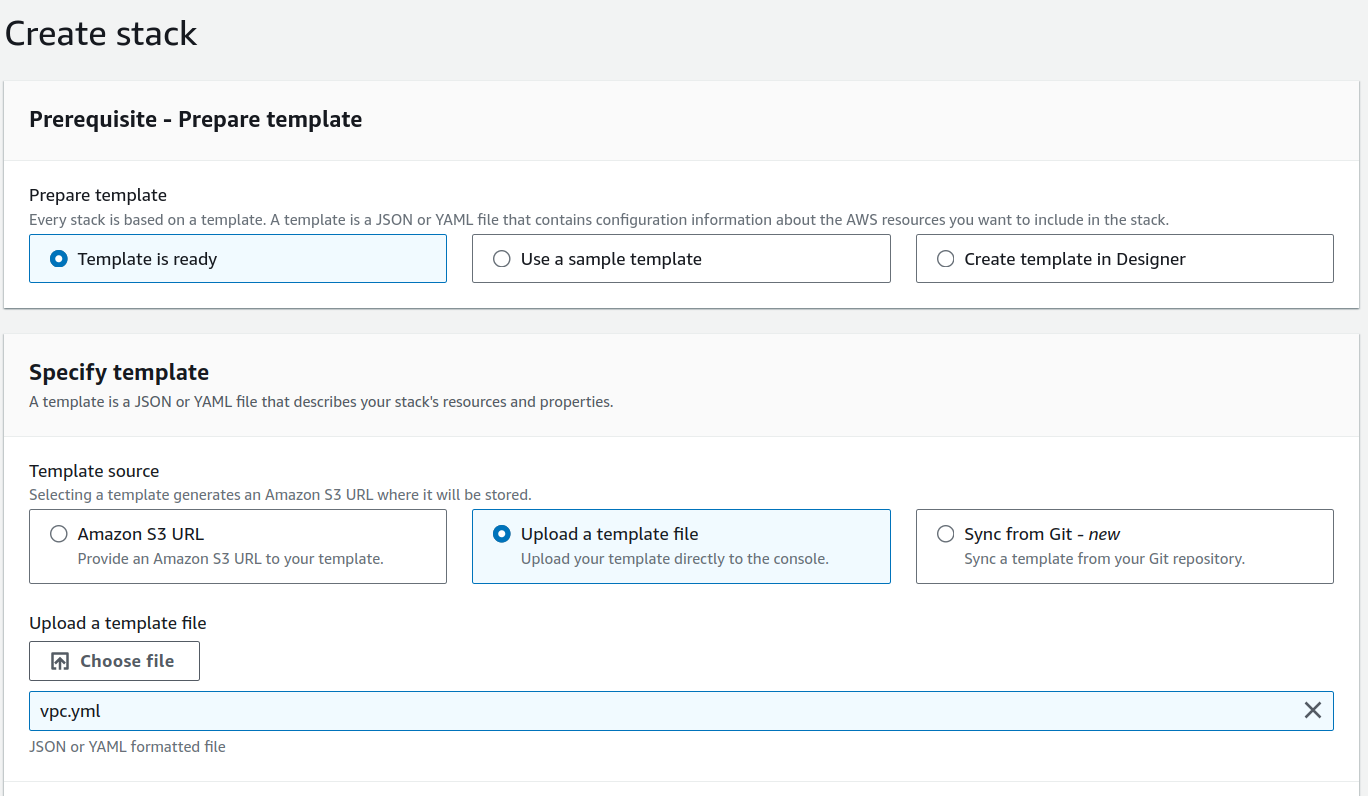 Create stack
Prerequisite - Prepare template
Prepare template
Every stack is based on a template. A template is a JSON or YAML file that contains configuration information about the AWS resources you want to include in the stack.
Template is ready
Use a sample template
Create template in Designer
Specify template
A template is a JSON or YAML file that describes your stack's resources and properties.
Template source
Selecting a template generates an Amazon S3 URL where it will be stored.
Amazon S3 URL
Provide an Amazon S3 URL to your template.
Upload a template file
Upload your template directly to the console.
Sync from Git - new
Sync a template from your Git repository.
Upload a template file
Choose file
vpc.yml
JSON or YAML formatted file